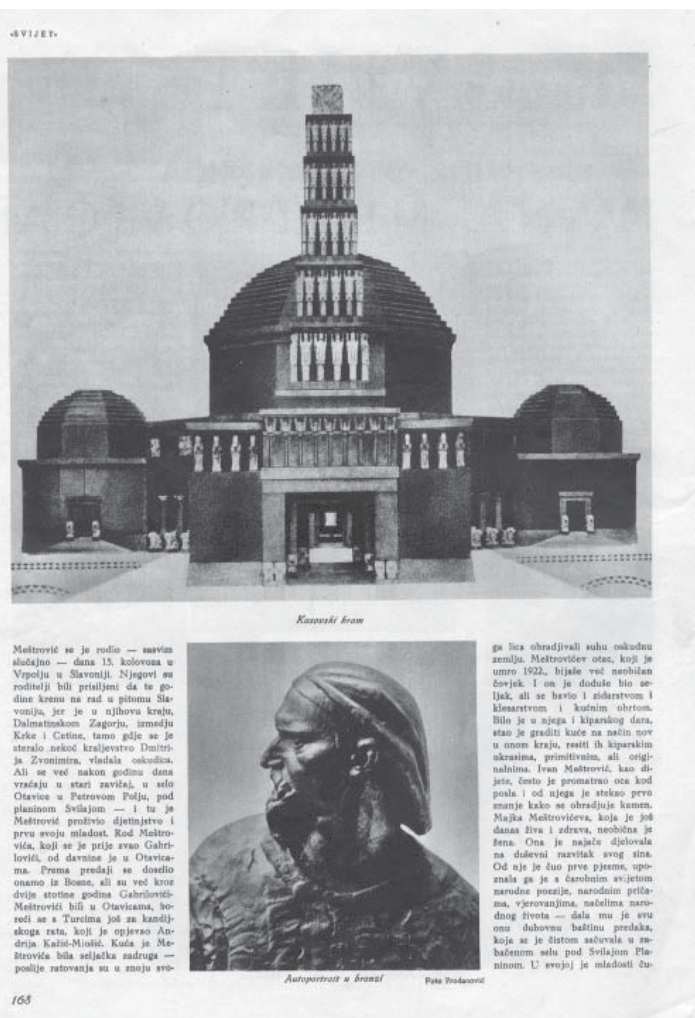 «SVIJET»
Kosovski hram
Meštrović se je rodio — sasvim
slučajno — dana 15. kolovoza u
Vrpolju u Slavoniji. Njegovi su
roditelji bili prisiljeni da te go-
dine krenu na rad u pitomu Sla-
voniju, jer je u njihovu kraju,
Dalmatinskom Zagorju, izmedju
Krke i Cetine, tamo gdje se je
steralo nekoć kraljevstvo Dmitri-
ja Zvonimira, vladala oskudica.
Ali se već nakon godinu dana
vraćaju u stari zavičaj, u selo
Otavice u Petrovom Polju, pod
planinom Svilajom — i tu je
Meštrović proživio djetinjstvo i
prvu svoju mladost. Rod Meštro-
vića, koji se je prije zvao Gabri-
lovići, od davnine je u Otavica-
ma. Prema predaji se doselio
onamo iz Bosne, ali su već kroz
dvije stotine godina Gabrilovići-
Meštrovići bili u Otavicama, bo-
reći se s Turcima još za kandij-
skoga rata, koji je opjevao An-
drija Kačić-Miošić. Kuća je Me-
štrovića bila seljačka zadruga —
poslije ratovanja su u znoju svo-
Autoportrait u bronzi
Foto Prodanović
ga lica obradjivali suhu oskudnu
zemlju. Meštrovićev otac, koji je
umro 1922., bijaše već neobičan
čovjek. I on je doduše bio se-
ljak, ali se bavio i zidarstvom i
klesarstvom i kućnim obrtom.
Bilo je u njega i kiparskog dara,
stao je graditi kuće na način nov
u onom kraju, resiti ih kiparskim
ukrasima, primitivnim, ali origi-
nalnima. Ivan Meštrović, kao di-
jete, često je promatrao oca kod
posla i od njega je stekao prvo
znanje kako se obradjuje kamen.
Majka Meštrovićeva, koja je još
danas živa i zdrava, neobična je
žena. Ona je najače djelovala
na duševni razvitak svog sina.
Od nje je čuo prve pjesme, upo-
znala ga je s čarobnim svijetom
narodne poezije, narodnim priča-
ma, vjerovanjima, načelima naro-
dnog života — dala mu je svu
onu duhovnu baštinu predaka,
koja se je čistom sačuvala u za-
bačenom selu pod Svilajom Pla-
ninom. U svojoj je mladosti ču-
168